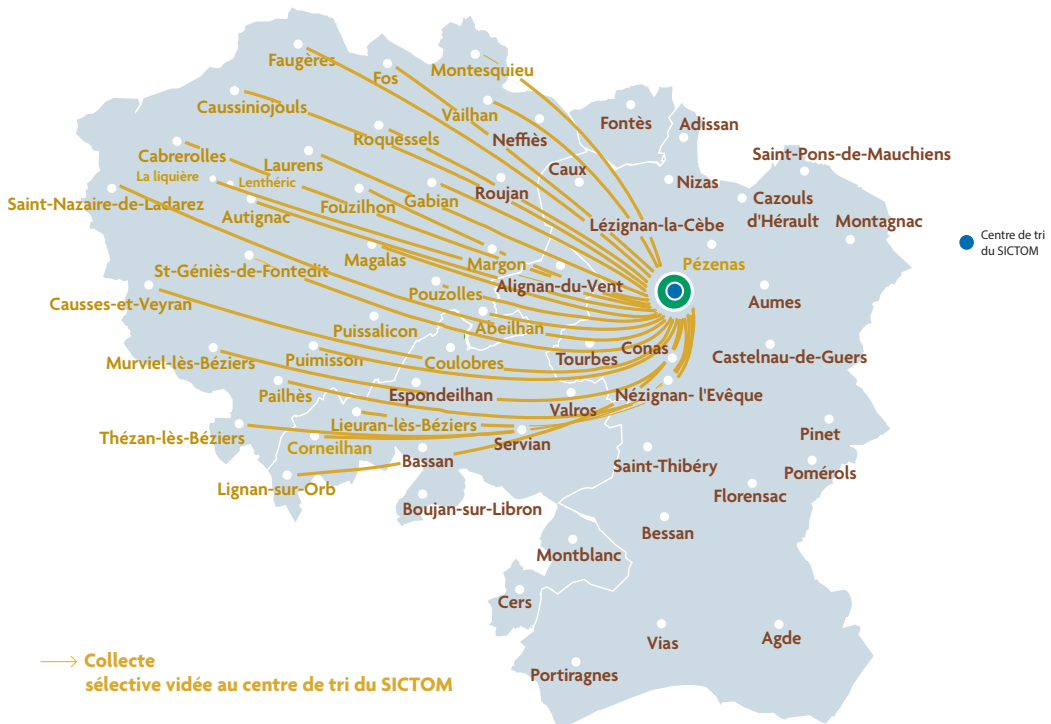 Faugères
Fos
Montesquieu
Caussiniojouls
Vailhan
Fontès
Adissan
Roquessels
Neffiès
Cabrerolles
Laurens
Caux
Saint-Pons-de-Mauchiens
La liquière
Lenthéric
Nizas
Saint-Nazaire-de-Ladarez
Autignac
Fouzilhon
Gabian
Roujan
Cazouls
d'Hérault
Lézignan-la-Cèbe
Montagnac
Centre de tri
du SICTOM
St-Géniès-de-Fontedit
Magalas
Margon
Pézenas
Alignan-du-Vent
Causses-et-Veyran
Pouzolles
Aumes
Puissalicon
Abeilhan
Murviel-lès-Béziers
Puimisson
Coulobres
Tourbes
Conas
Castelnau-de-Guers
Pailhès
Espondeilhan
Valros
Nézignan- l'Evêque
Thézan-lès-Béziers
Lieuran-lès-Béziers
Corneilhan
Servian
Pinet
Bassan
Saint-Thibéry
Pomérols
Lignan-sur-Orb
Florensac
Boujan-sur-Libron
Bessan
Montblanc
Cers
Vias
Agde
Portiragnes
Collecte
sélective vidée au centre de tri du SICTOM